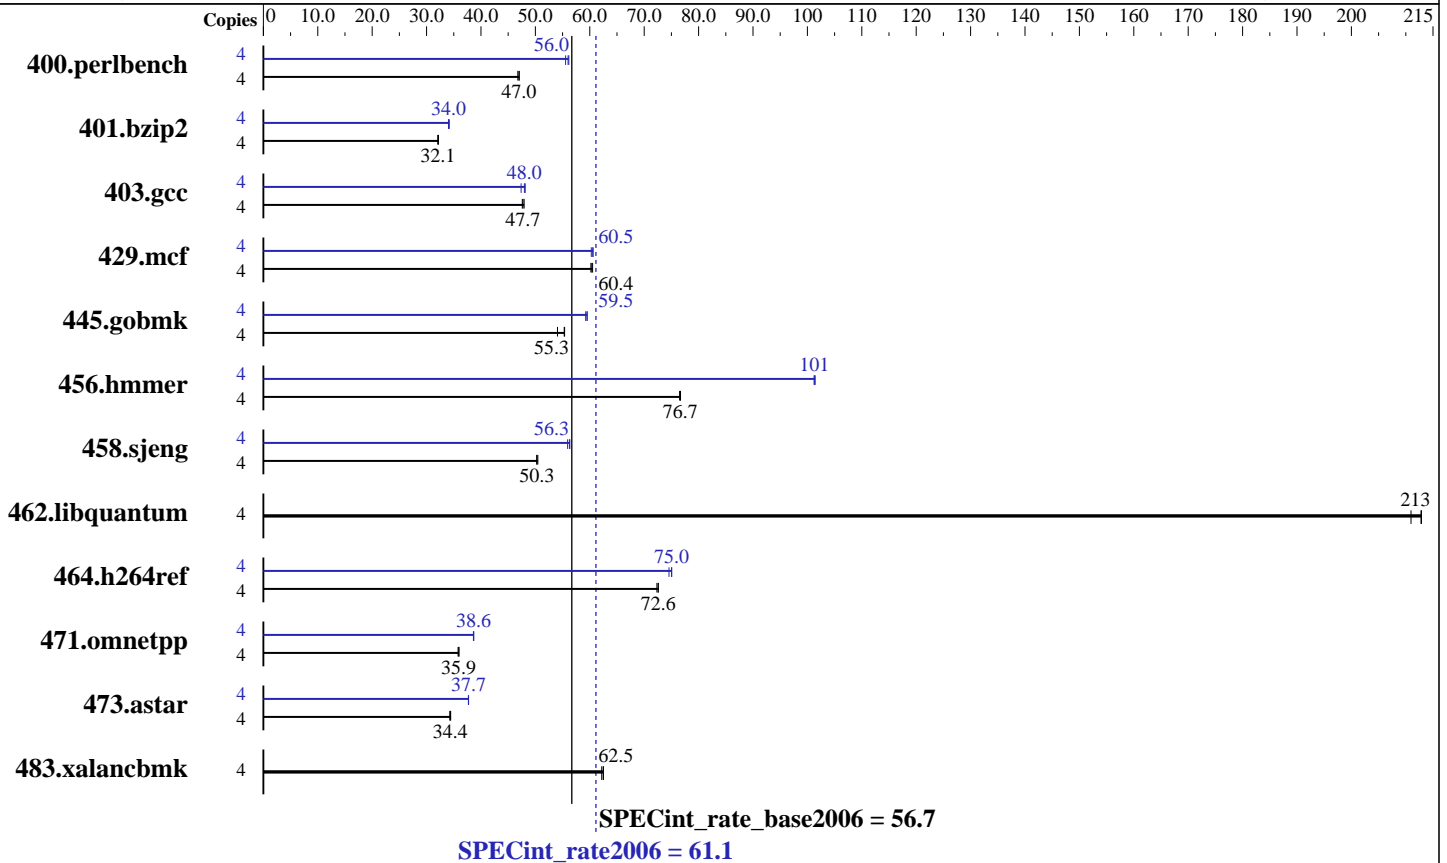 Copies 0 10.0 20.0 30.0 40.0 50.0 60.0 70.0 80.0 90.0 100 110 120 130 140 150 160 170 180 190 200 215
400.perlbench 4 56.0
4 47.0
401.bzip2 4 34.0
4 32.1
403.gcc 4 48.0
4 47.7
429.mcf 4 60.5
4 60.4
445.gobmk 4 59.5
4 55.3
456.hmmer 4 101
4 76.7
458.sjeng 4 56.3
4 50.3
462.libquantum 4 213
464.h264ref 4 75.0
4 72.6
471.omnetpp 4 38.6
4 35.9
473.astar 4 37.7
4 34.4
483.xalancbmk 4 62.5
SPECint_rate_base2006 = 56.7
SPECint_rate2006 = 61.1